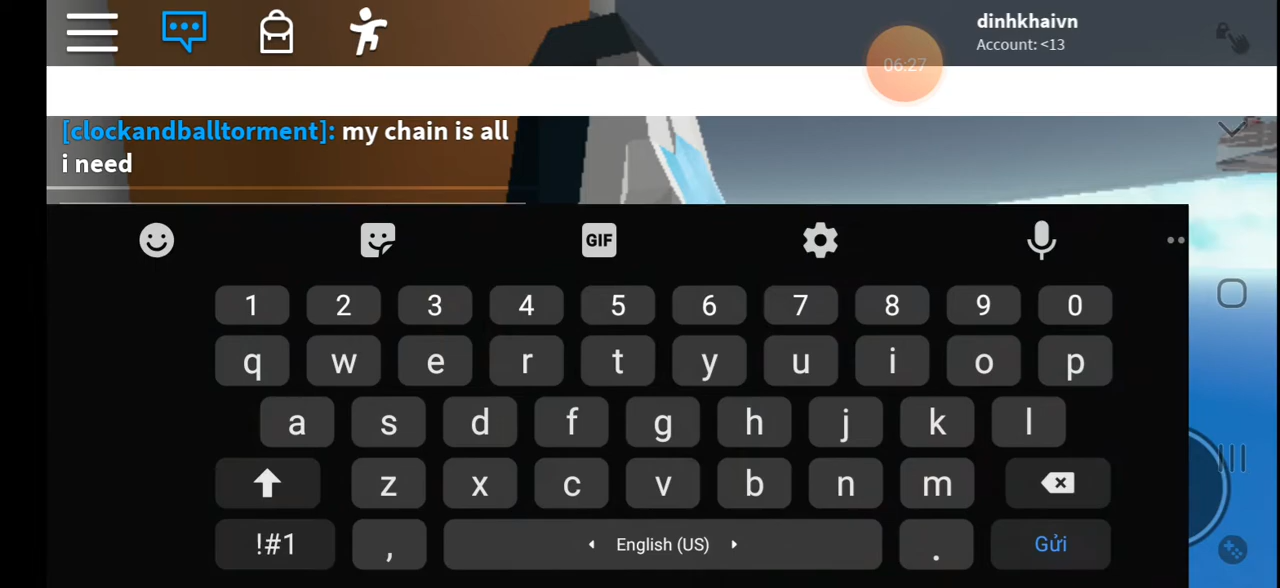 dinhkhaivn
Account: <13
06:27
[clockandballtorment]: my chain is all
i need
GIF
1 2 3 4 5 6 7 8 9 0
q w e r t y u i o p
a s d f g h j k l
z x c v b n m
!#1 , English (US) . Gửi